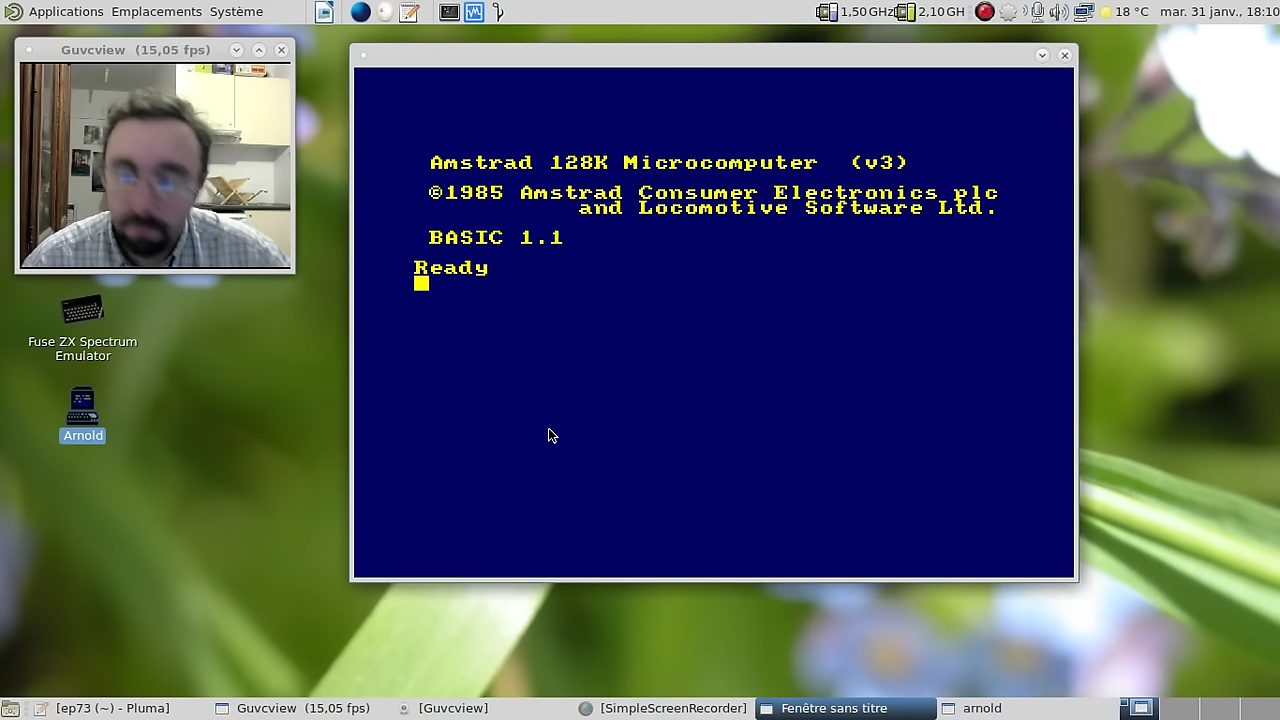 Applications Emplacements Système
1,50 GHz 2,10 GH 18 °C mar. 31 janv., 18:10
Guvcview (15,05 fps)
Amstrad 128K Microcomputer (v3)
©1985 Amstrad Consumer Electronics plc
and Locomotive Software Ltd.
BASIC 1.1
Ready
Fuse ZX Spectrum
Emulator
Arnold
[ep73 (~) - Pluma] Guvcview (15,05 fps) [Guvcview] [SimpleScreenRecorder] Fenêtre sans titre arnold